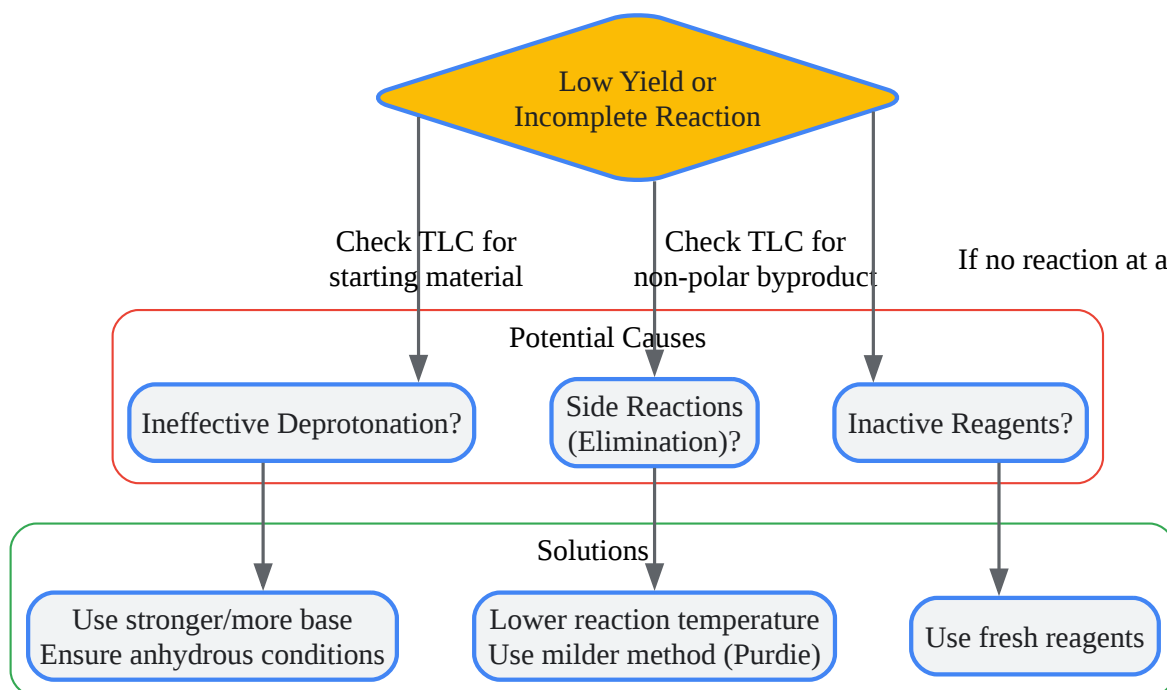 Low Yield or
Incomplete Reaction
Check TLC for
starting material
Check TLC for
non-polar byproduct
If no reaction at a
Potential Causes
Ineffective Deprotonation?
Side Reactions
(Elimination)?
Inactive Reagents?
Solutions
Use stronger/more base
Ensure anhydrous conditions
Lower reaction temperature
Use milder method (Purdie)
Use fresh reagents